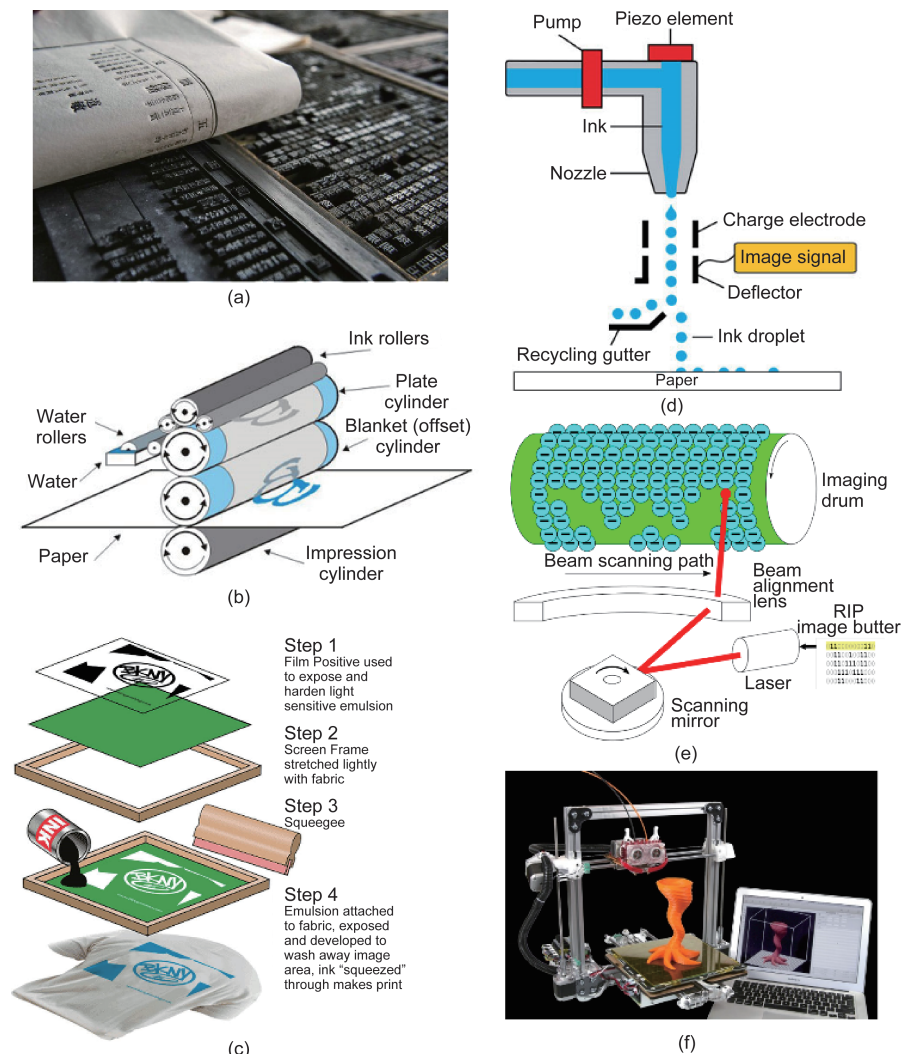 (a)
Ink rollers
Plate
cylinder
Water
rollers
Blanket (offset)
cylinder
Water
Paper
Impression
cylinder
(b)
Step 1
Film Positive used
to expose and
harden light
sensitive emulsion
Step 2
Screen Frame
stretched lightly
with fabric
Step 3
Squeegee
INK
Step 4
Emulsion attached
to fabric, exposed
and developed to
wash away image
area, ink “squeezed”
through makes print
(c)
Piezo element
Pump
Ink
Nozzle
Charge electrode
Image signal
Deflector
Ink droplet
Recycling gutter
Paper
(d)
Imaging
drum
Beam scanning path
Beam
alignment
lens
RIP
image butter
Laser
Scanning
mirror
(e)
(f)